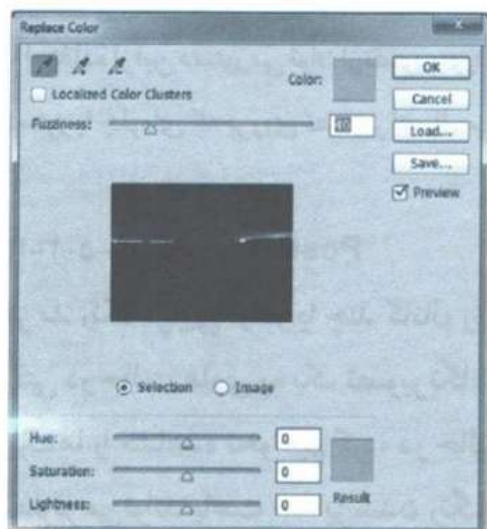 Replace Color
Color:
OK
Localized Color Clusters
Cancel
Fuzziness:
Load...
Save...
Preview
Selection
Image
Hue: 0
Saturation: 0
Result
Lightness: 0